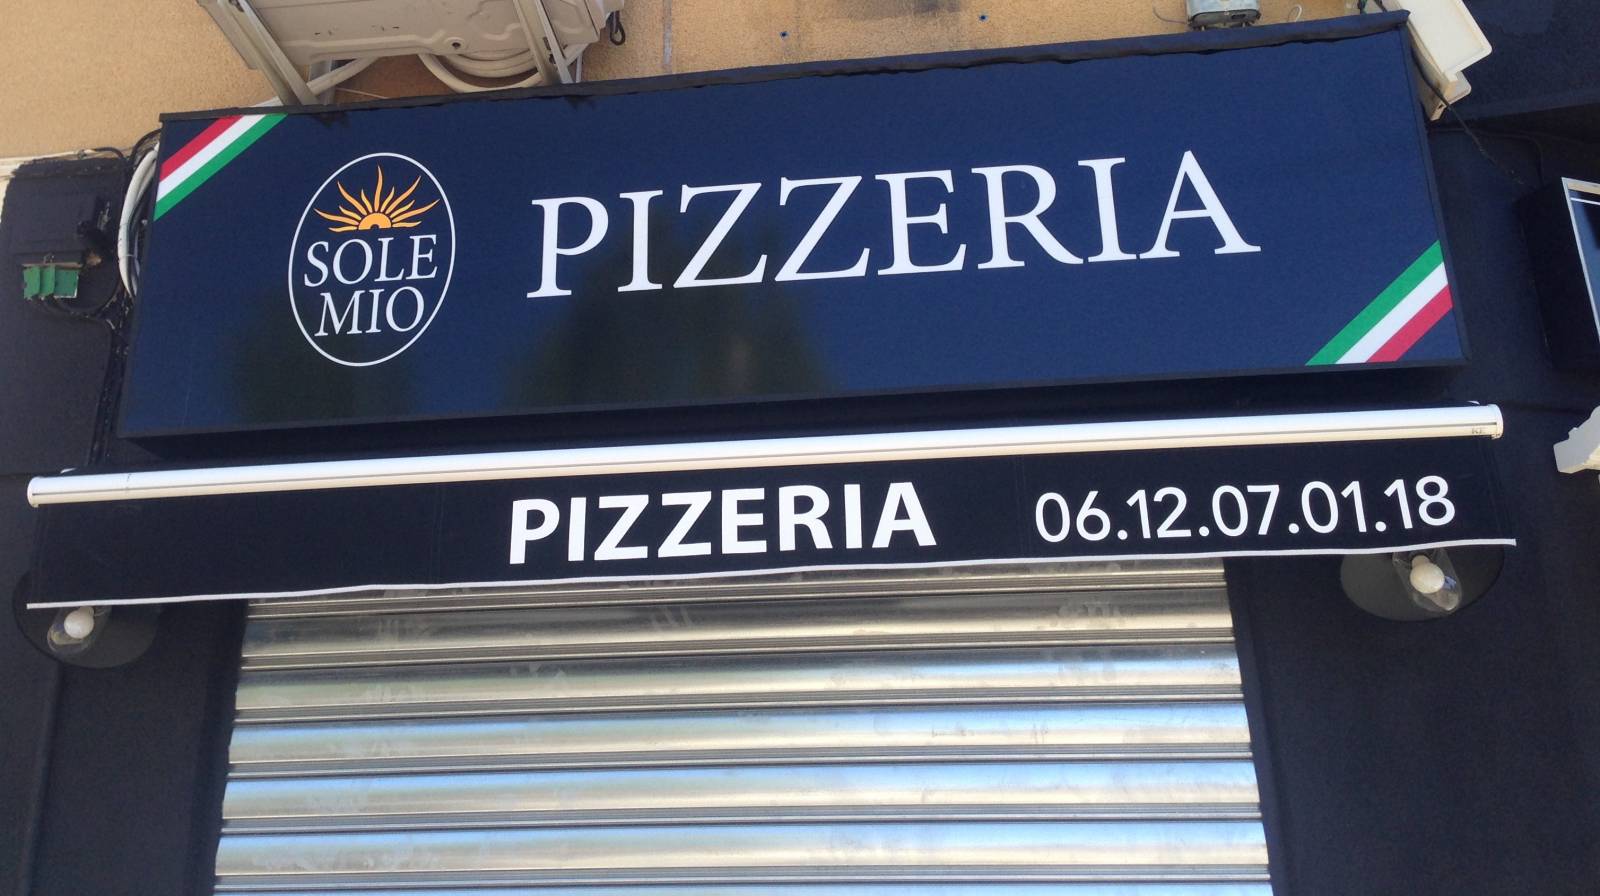 SOLE
MIO
PIZZERIA
PIZZERIA 06.12.07.01.18